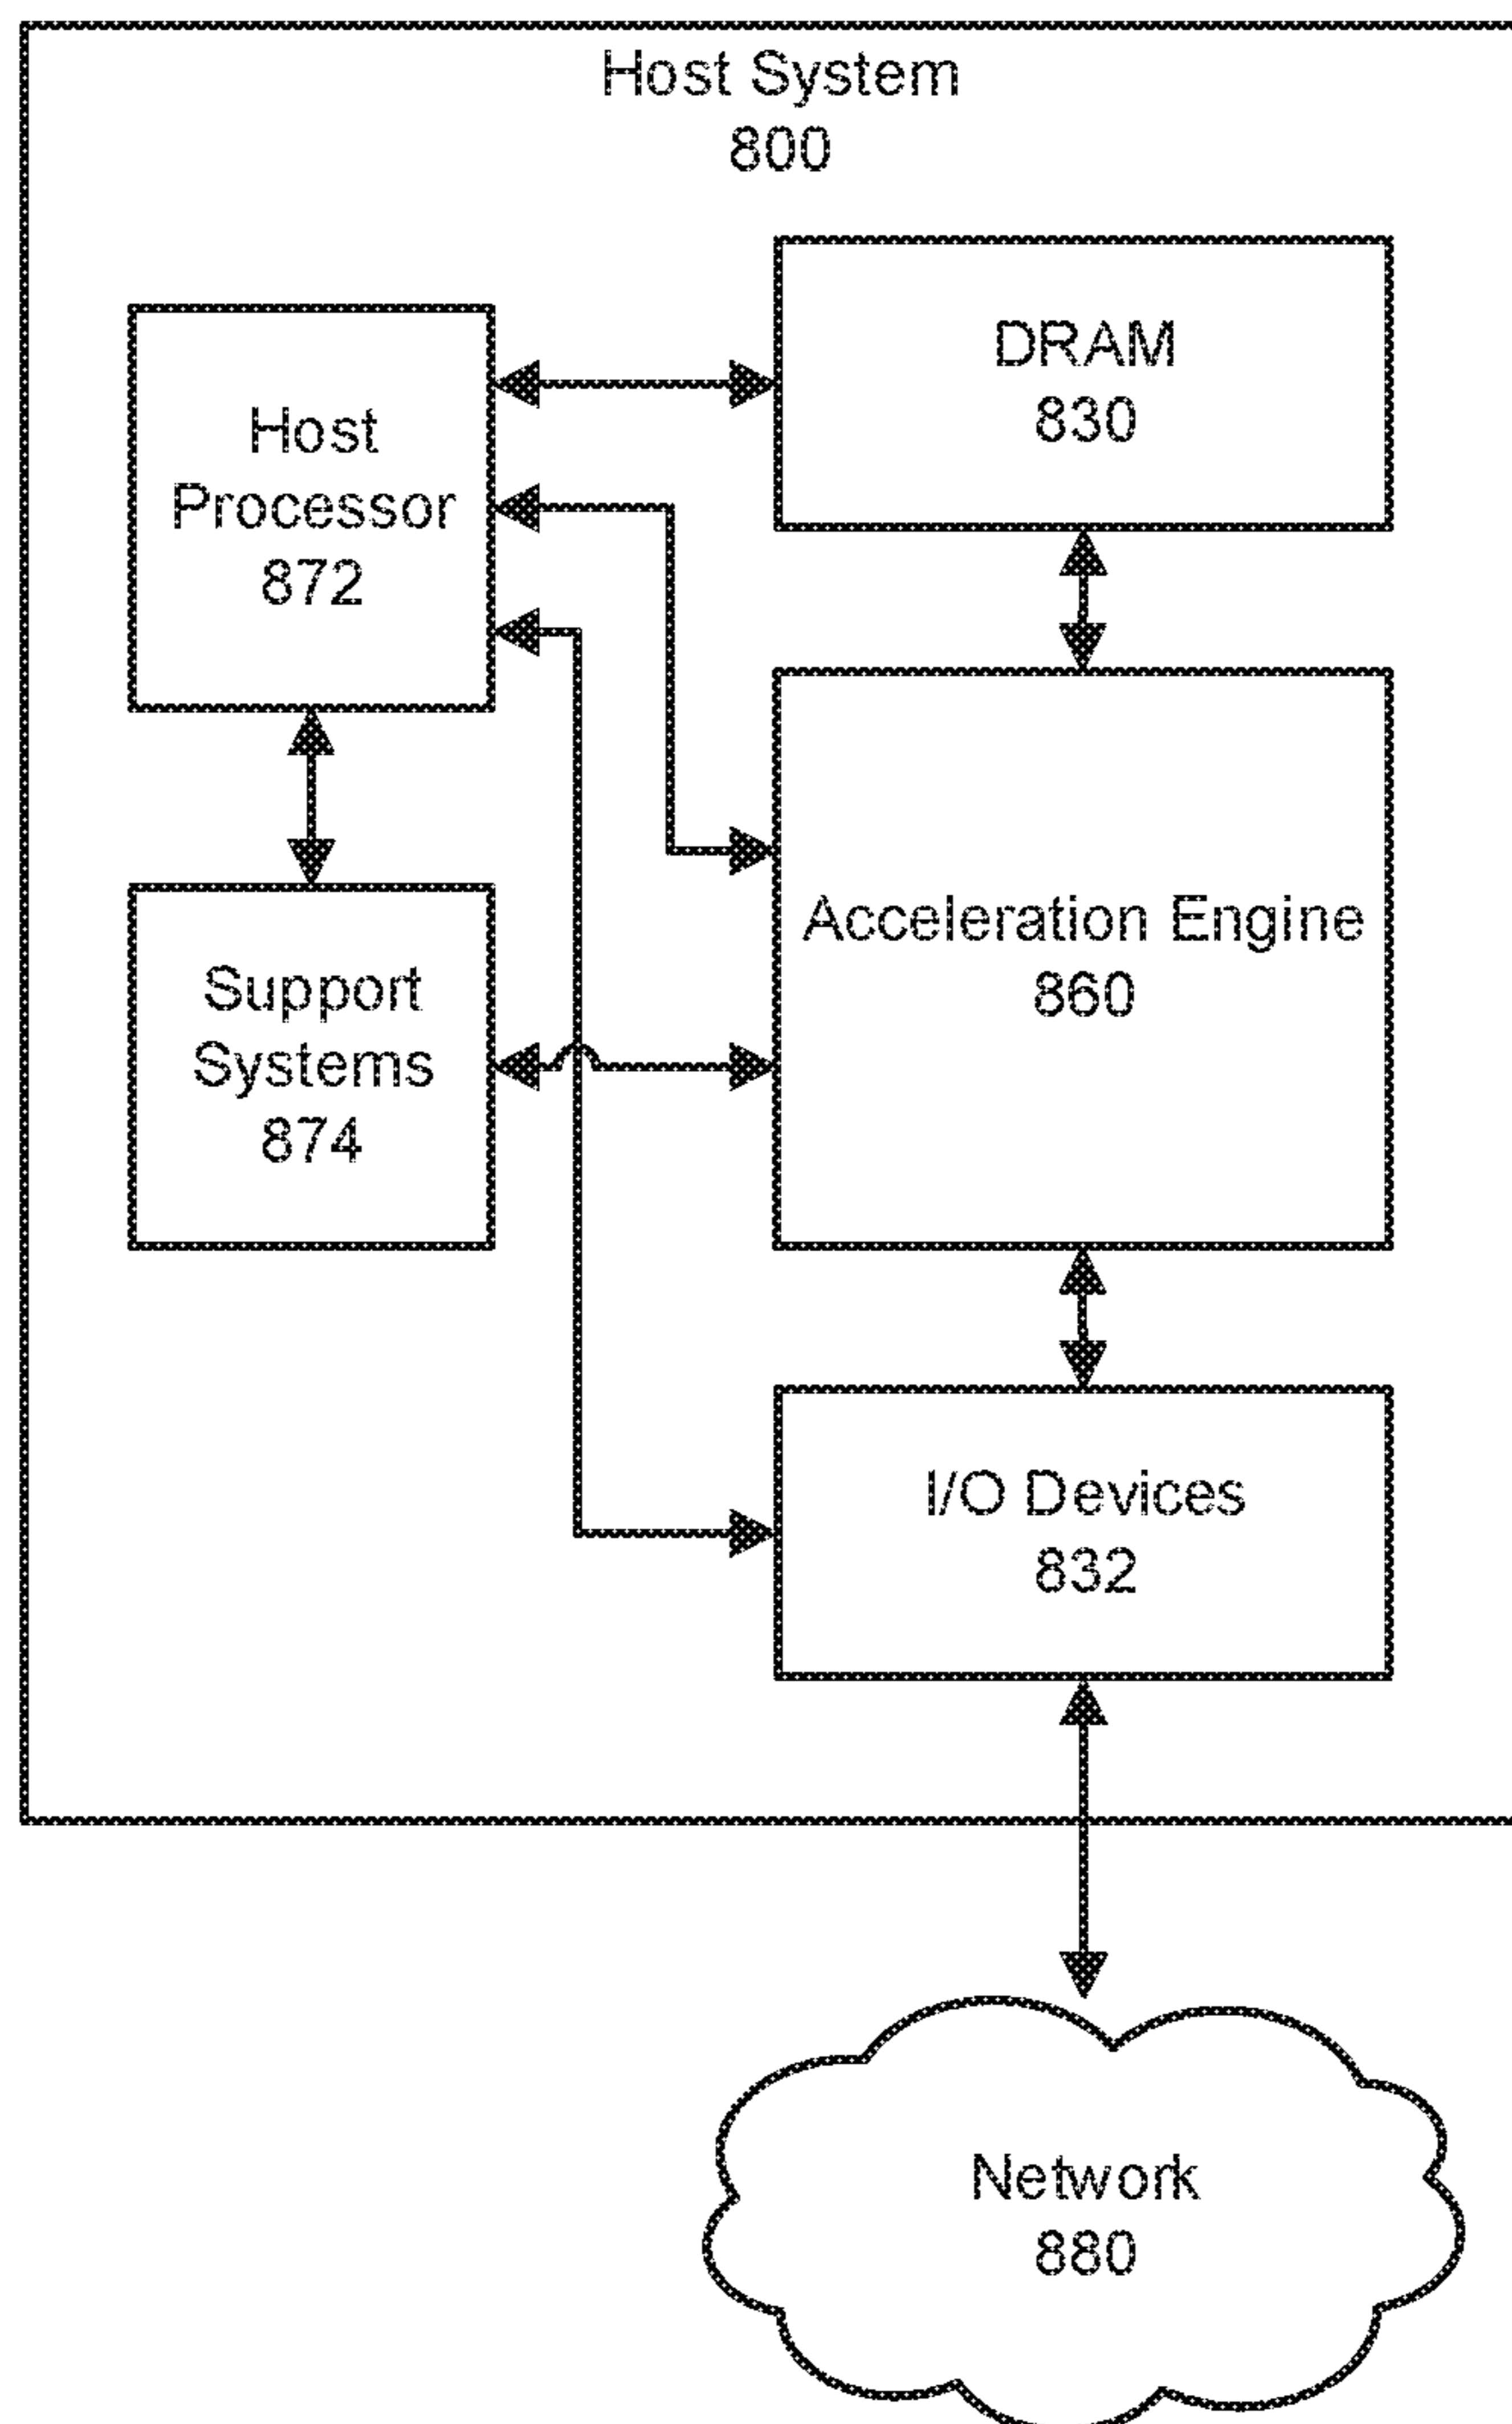 Host System
800
DRAM
830
Host
Processor
872
Acceleration Engine
860
Support
Systems
874
I/O Devices
832
Network
880